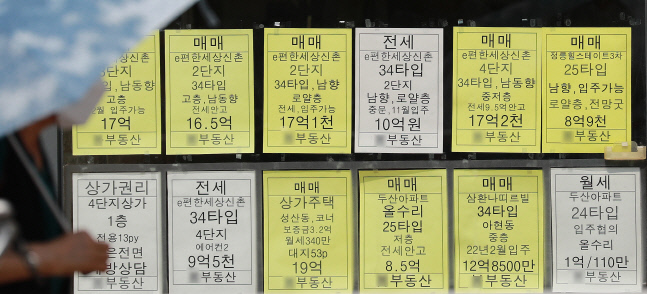 e편한세상신촌
단지
입, 남동향
고층
월 입주가능
17억
부동산
매매
e편한세상신촌
2단지
34타입
고층, 남동향
전세안고
16.5억
부동산
매매
e편한세상신촌
2단지
34타입, 남향
로얄층
전세, 입주가능
17억1천
부동산
전세
e편한세상신촌
34타입
2단지
남향, 로얄층
중문, 11월입주
10억원
부동산
매매
e편한세상신촌
4단지
34타입, 남동향
중저층
전세9.5억안고
17억2천
부동산
매매
정릉힐스테이트3차
25타입
남향, 입주가능
로얄층, 전망굿
8억9천
부동산
상가권리
4단지상가
1층
전용13py
은전면
방상담
부동산
전세
e편한세상신촌
34타입
4단지
에어컨2
9억5천
부동산
매매
상가주택
성산동, 코너
보증금3.2억
월세340만
대지53p
19억
부동산
매매
두산아파트
올수리
25타입
저층
전세안고
8.5억
부동산
매매
삼환나띠르빌
34타입
아현동
중층
22년2월입주
12억8500만
부동산
월세
두산아파트
24타입
입주협의
올수리
1억/110만
부동산